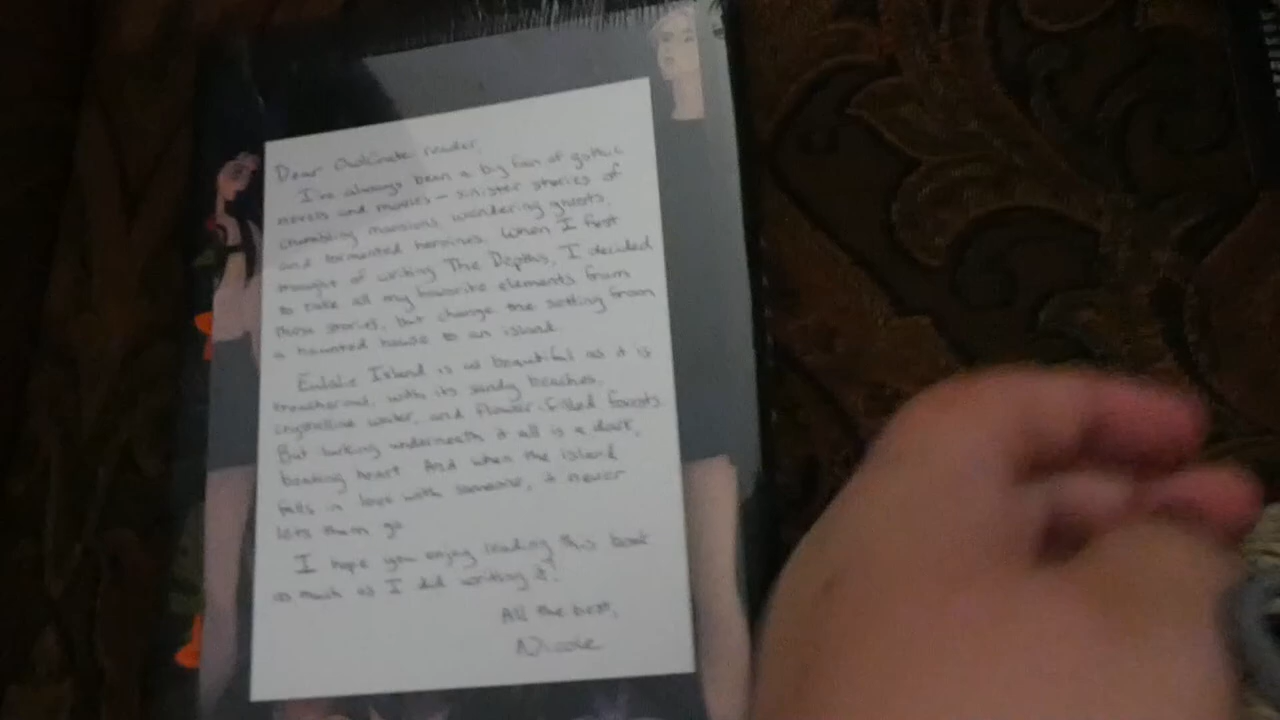 Dear Owlcrate reader,
I've always been a big fan of gothic
novels and movies — sinister stories of
crumbling mansions, wandering ghosts,
and tormented heroines. When I first
thought of writing The Depths, I decided
to take all my favorite elements from
those stories, but change the setting from
a haunted house to an island.
Eulalie Island is as beautiful as it is
treacherous, with its sandy beaches,
crystalline water, and flower-filled forests.
But lurking underneath it all is a dark,
beating heart. And when the island
falls in love with someone, it never
lets them go.
I hope you enjoy reading this book
as much as I did writing it!
All the best,
Nicole